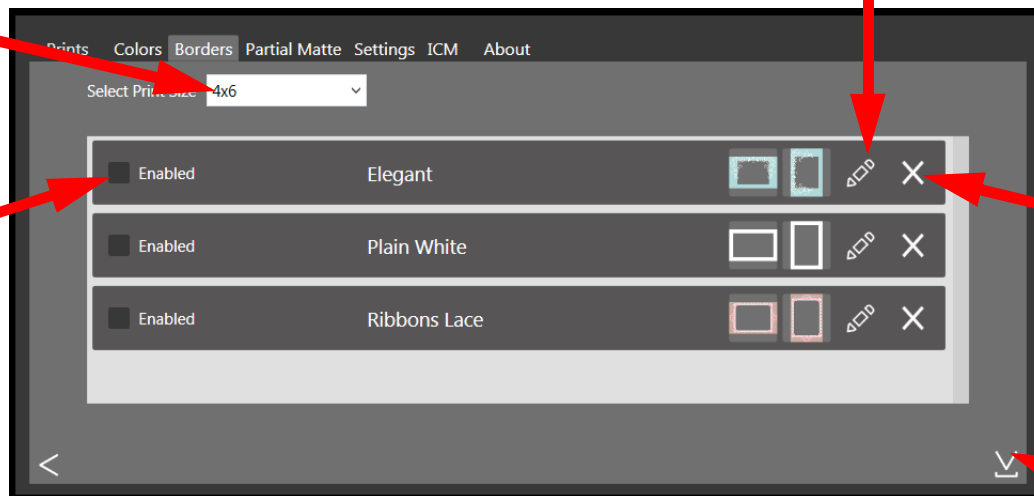 Prints Colors Borders Partial Matte Settings ICM About
Select Print Size 4x6
Enabled Elegant
Enabled Plain White
Enabled Ribbons Lace